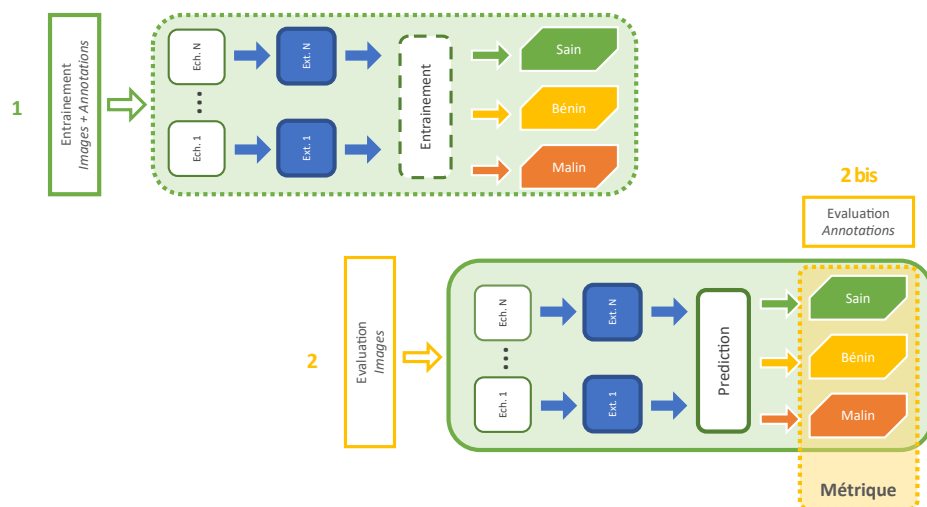 1
Entrainement
Images + Annotations
Ech. N
Ext. N
...
Ech. 1
Ext. 1
Entrainement
Sain
Bénin
Malin
2 bis
Evaluation
Annotations
2
Evaluation
Images
Ech. N
Ext. N
...
Ech. 1
Ext. 1
Prediction
Sain
Bénin
Malin
Métrique